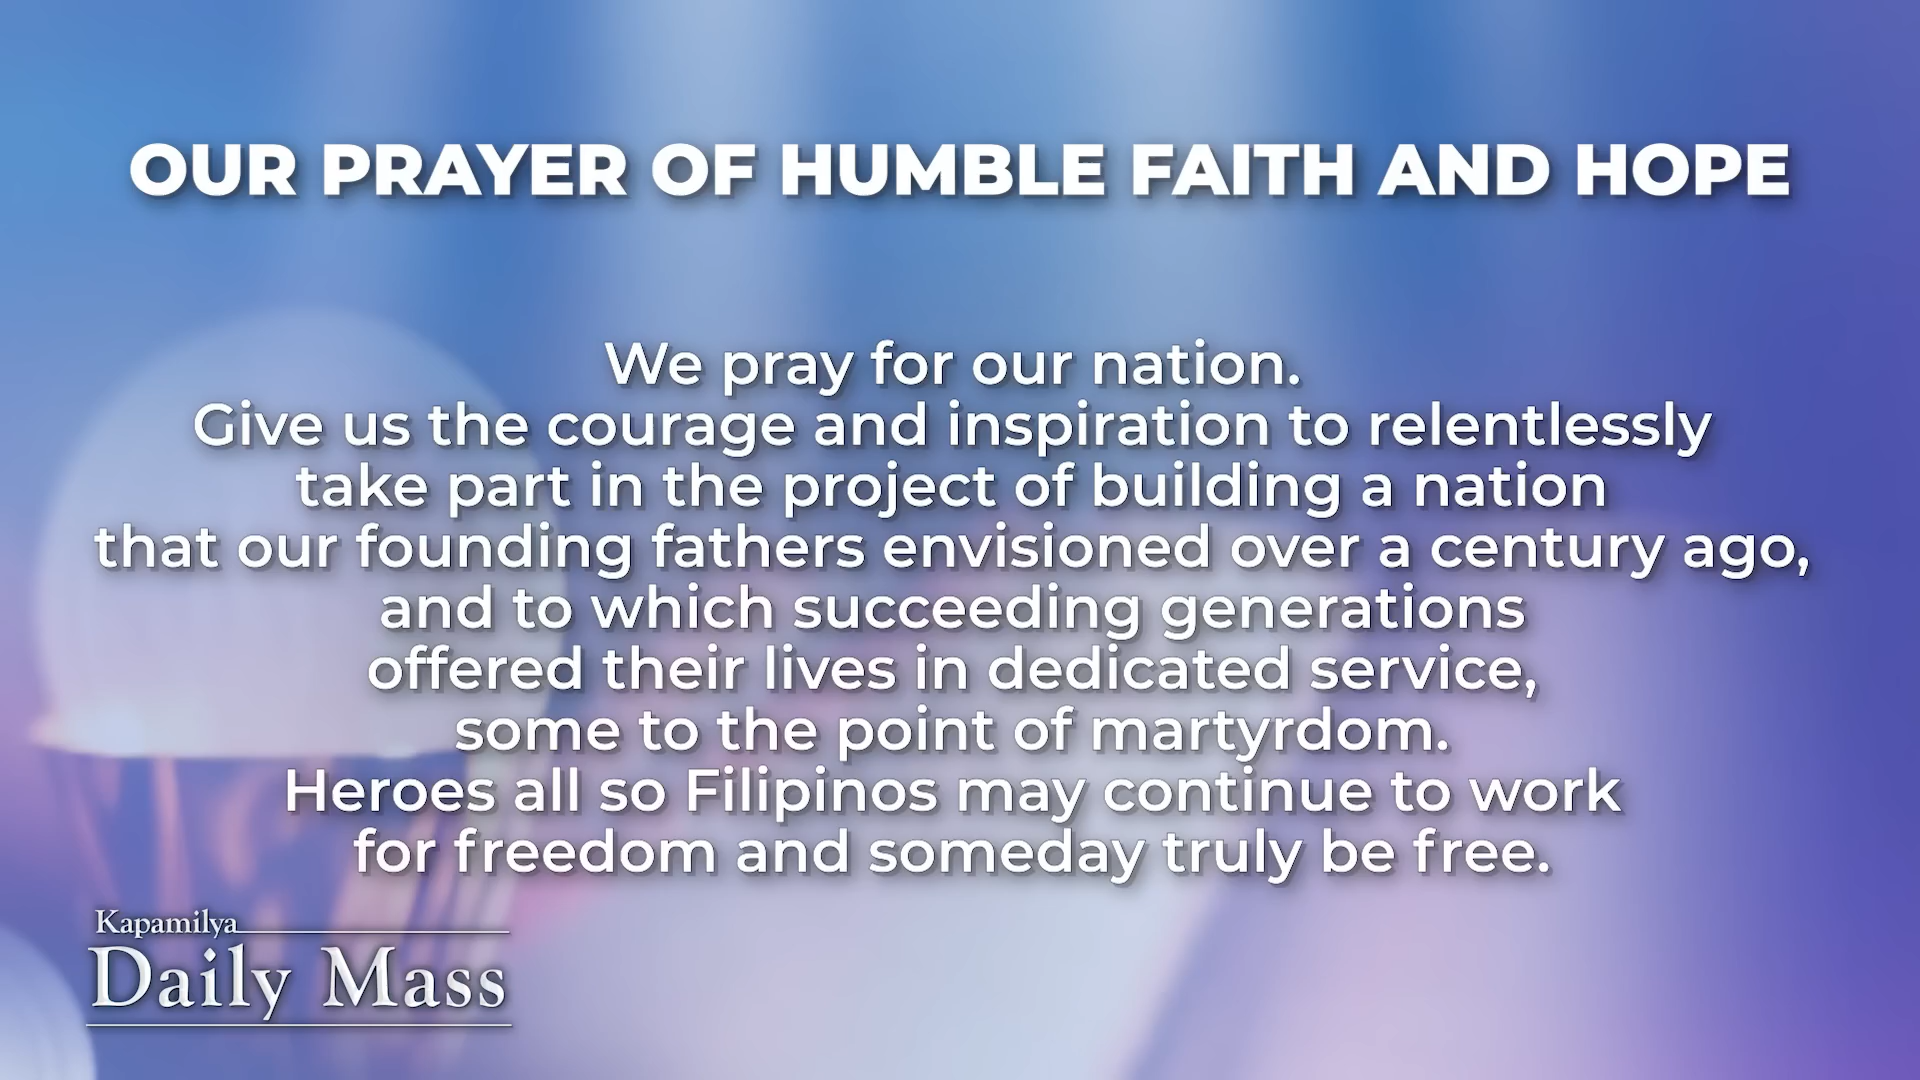 OUR PRAYER OF HUMBLE FAITH AND HOPE
We pray for our nation.
Give us the courage and inspiration to relentlessly
take part in the project of building a nation
that our founding fathers envisioned over a century ago,
and to which succeeding generations
offered their lives in dedicated service,
some to the point of martyrdom.
Heroes all so Filipinos may continue to work
for freedom and someday truly be free.
Kapamilya
Daily Mass